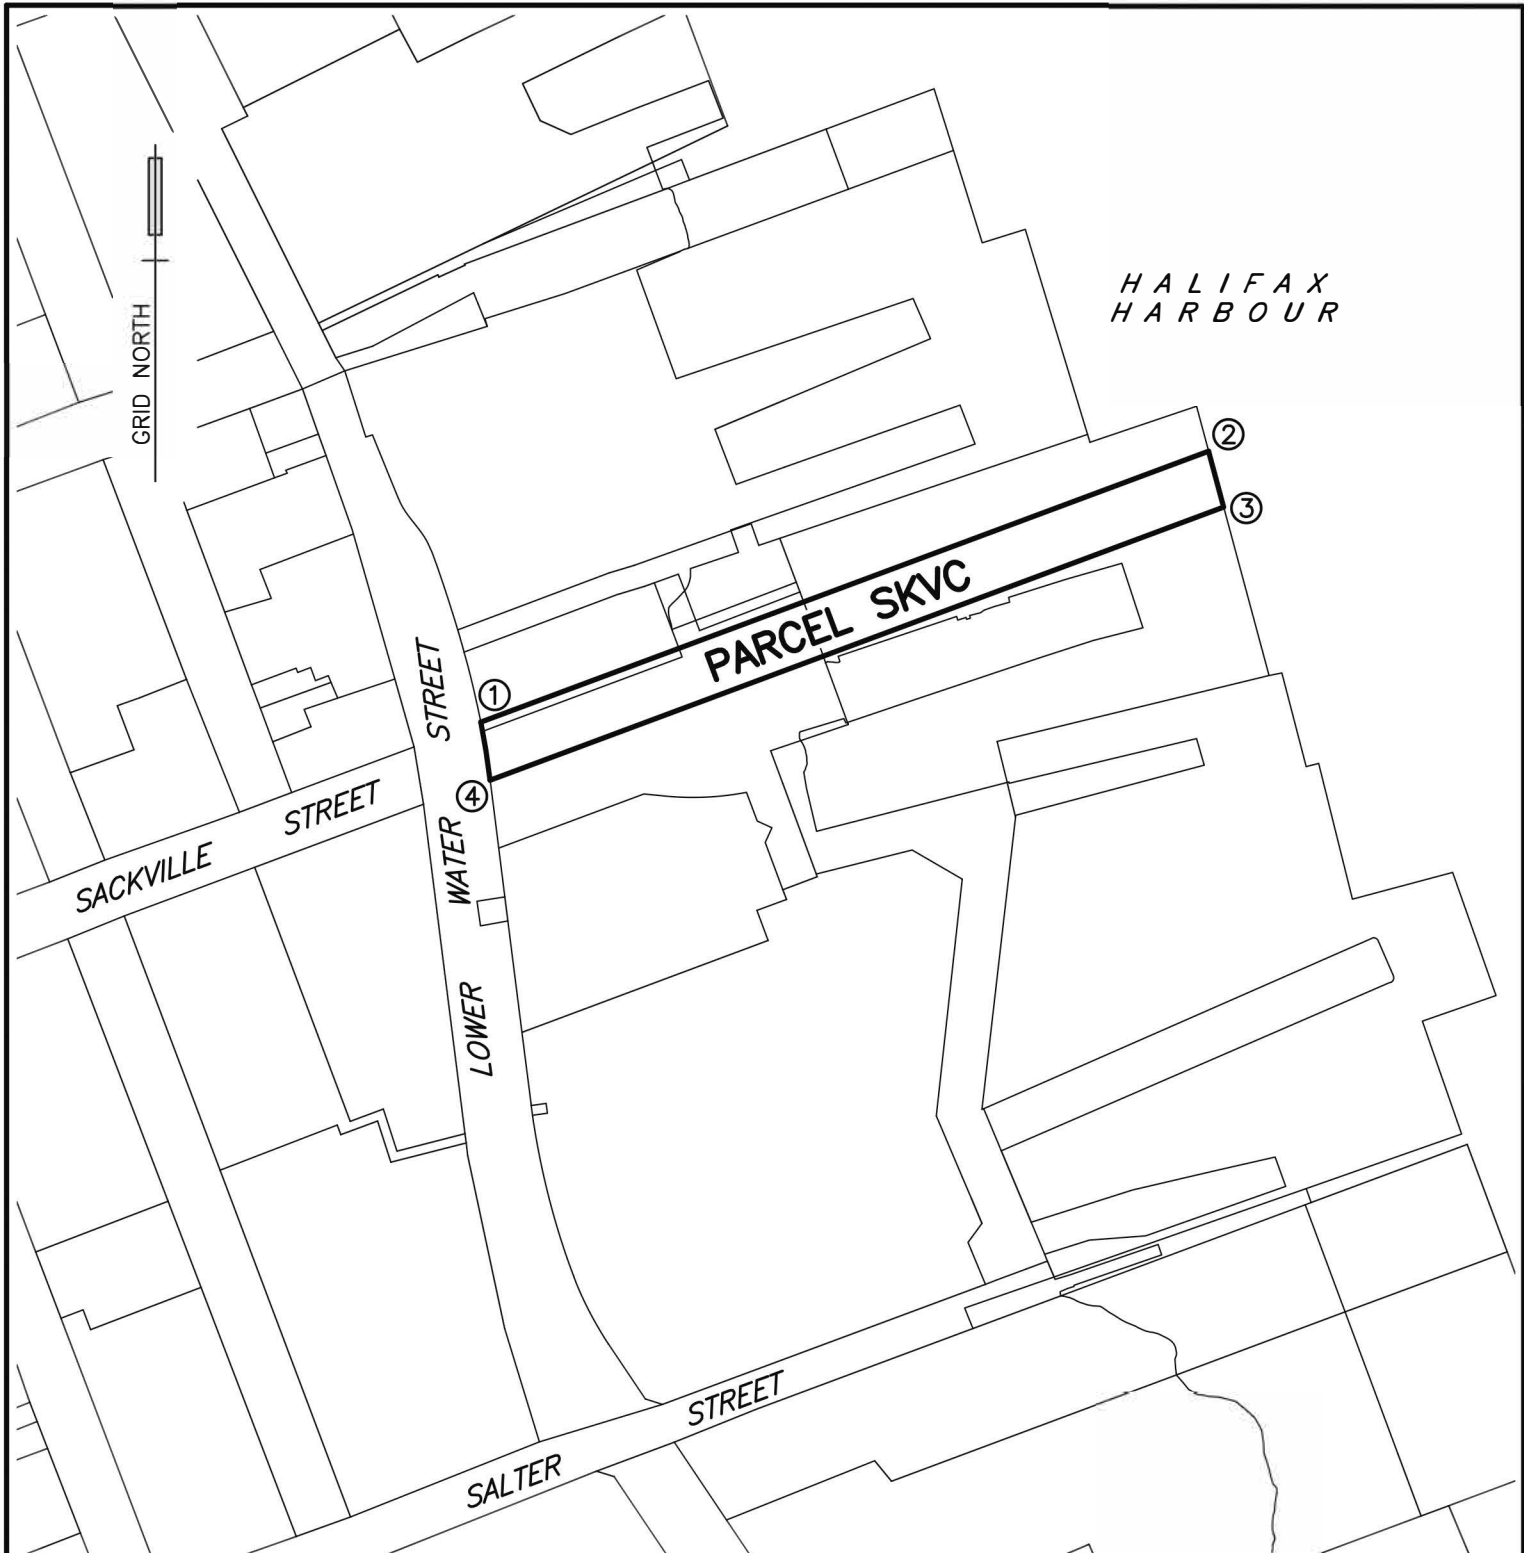 HALIFAX
HARBOUR
GRID NORTH
②
③
PARCEL SKVC
①
④
LOWER WATER STREET
SACKVILLE STREET
SALTER STREET